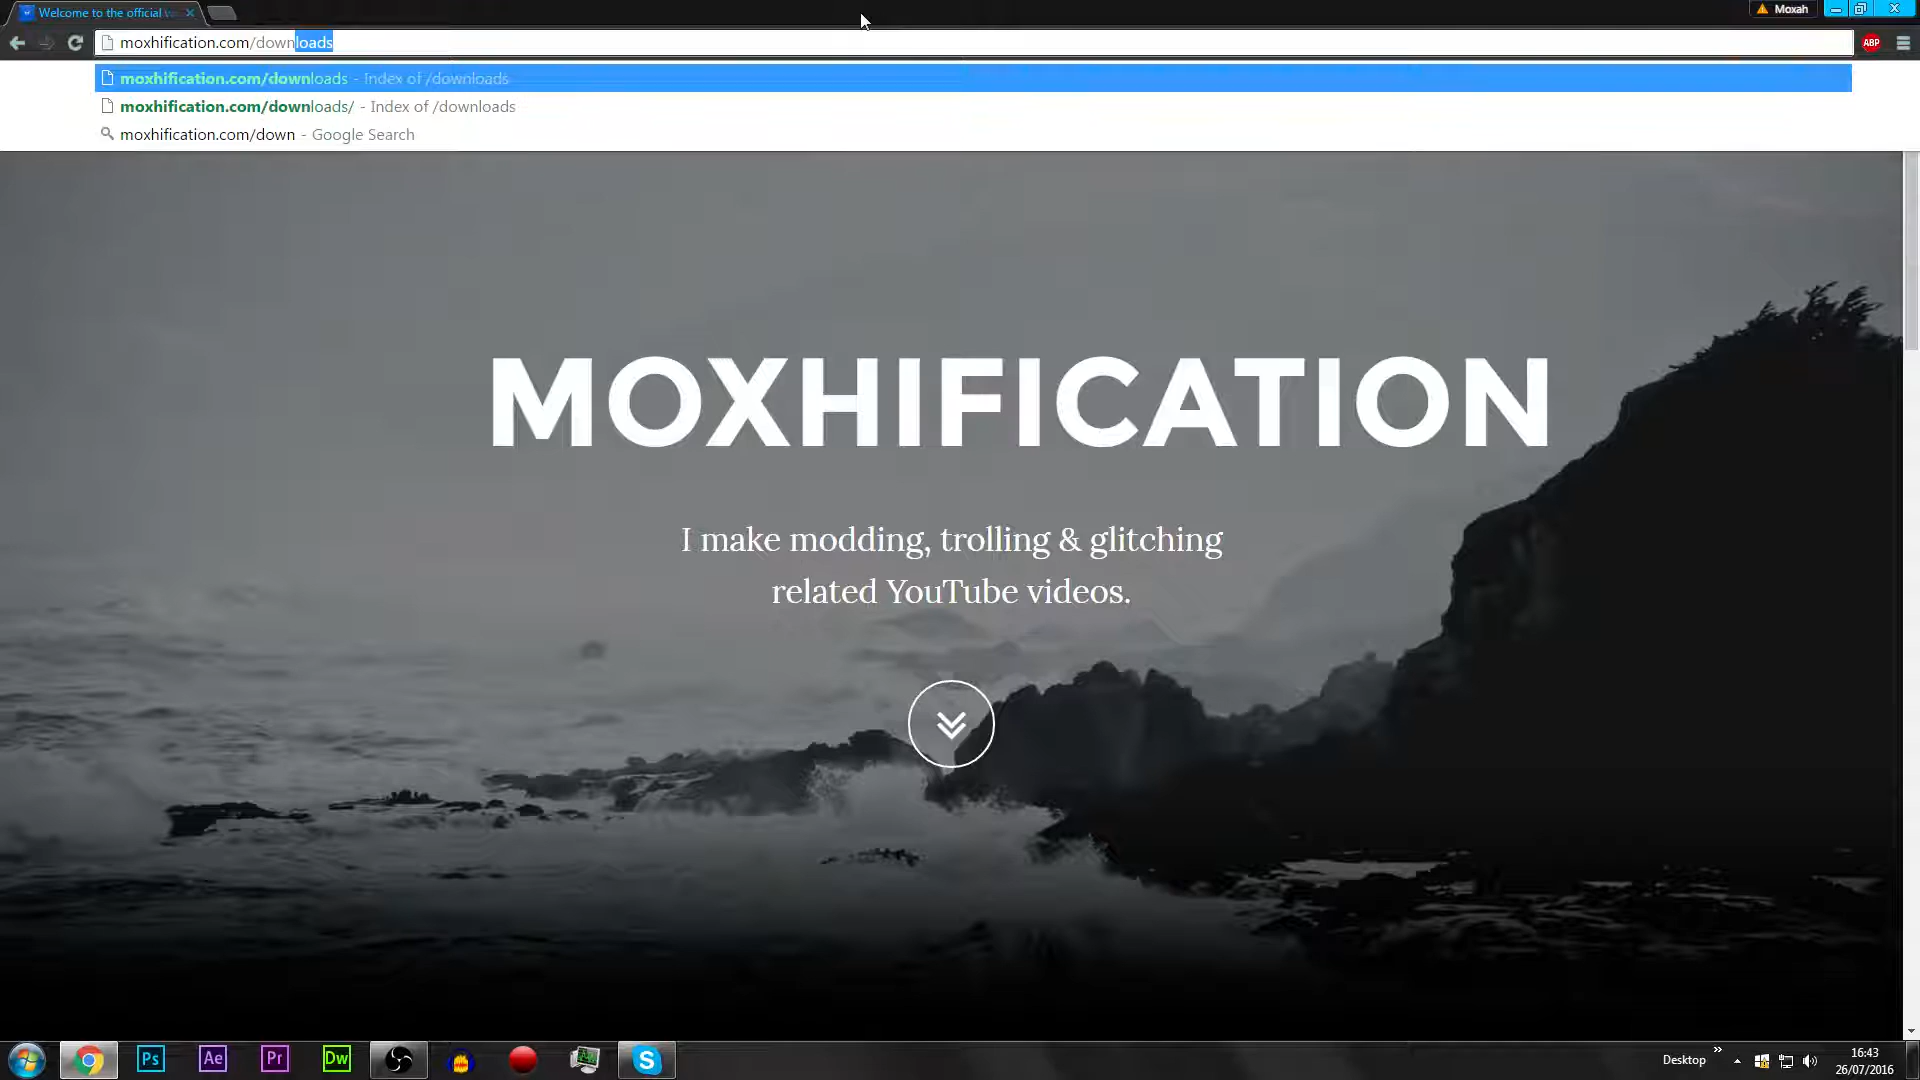 Welcome to the official
Moxah
moxhification.com/downloads
ABP
moxhification.com/downloads - Index of /downloads
moxhification.com/downloads/ - Index of /downloads
moxhification.com/down - Google Search
MOXHIFICATION
I make modding, trolling & glitching
related YouTube videos.
Ps
Ae
Pr
Dw
S
Desktop
16:43
26/07/2016